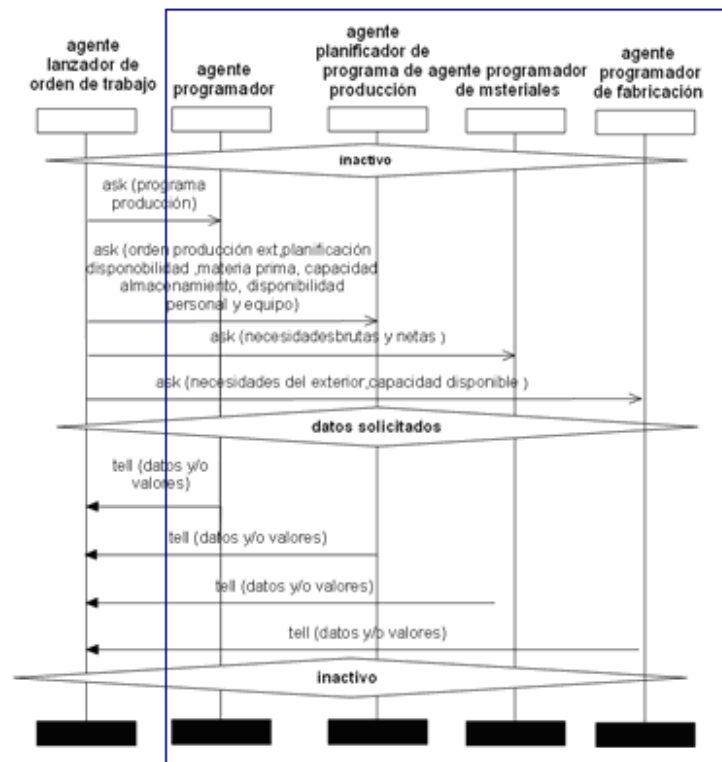 agente
lanzador de
orden de trabajo
agente
programador
agente
planificador de
programa de
producción
agente programador
de msteriales
agente
programador
de fabricación
inactivo
ask (programa
producción)
ask (orden producción ext,planificación
disponobilidad ,materia prima, capacidad
almacenamiento, disponibilidad
personal y equipo)
ask (necesidadesbrutas y netas )
ask (necesidades del exterior,capacidad disponible )
datos solicitados
tell (datos y/o
valores)
tell (datos y/o valores)
tell (datos y/o valores)
tell (datos y/o valores)
inactivo